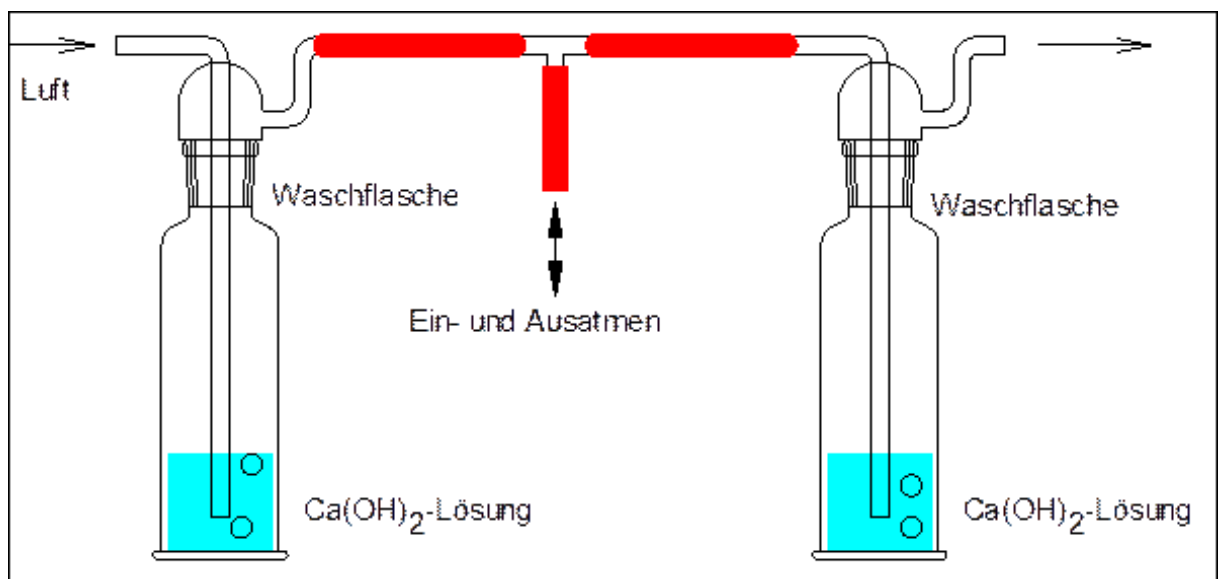 Luft
Waschflasche
Waschflasche
Ein- und Ausatmen
Ca(OH)2-Lösung
Ca(OH)2-Lösung